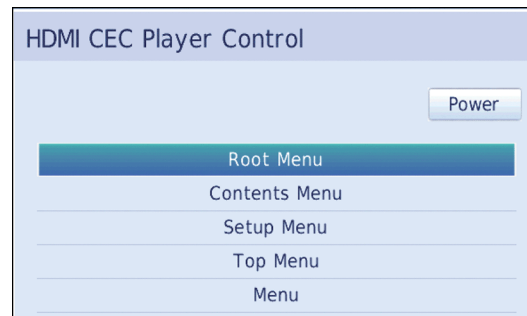 HDMI CEC Player Control
Power
Root Menu
Contents Menu
Setup Menu
Top Menu
Menu